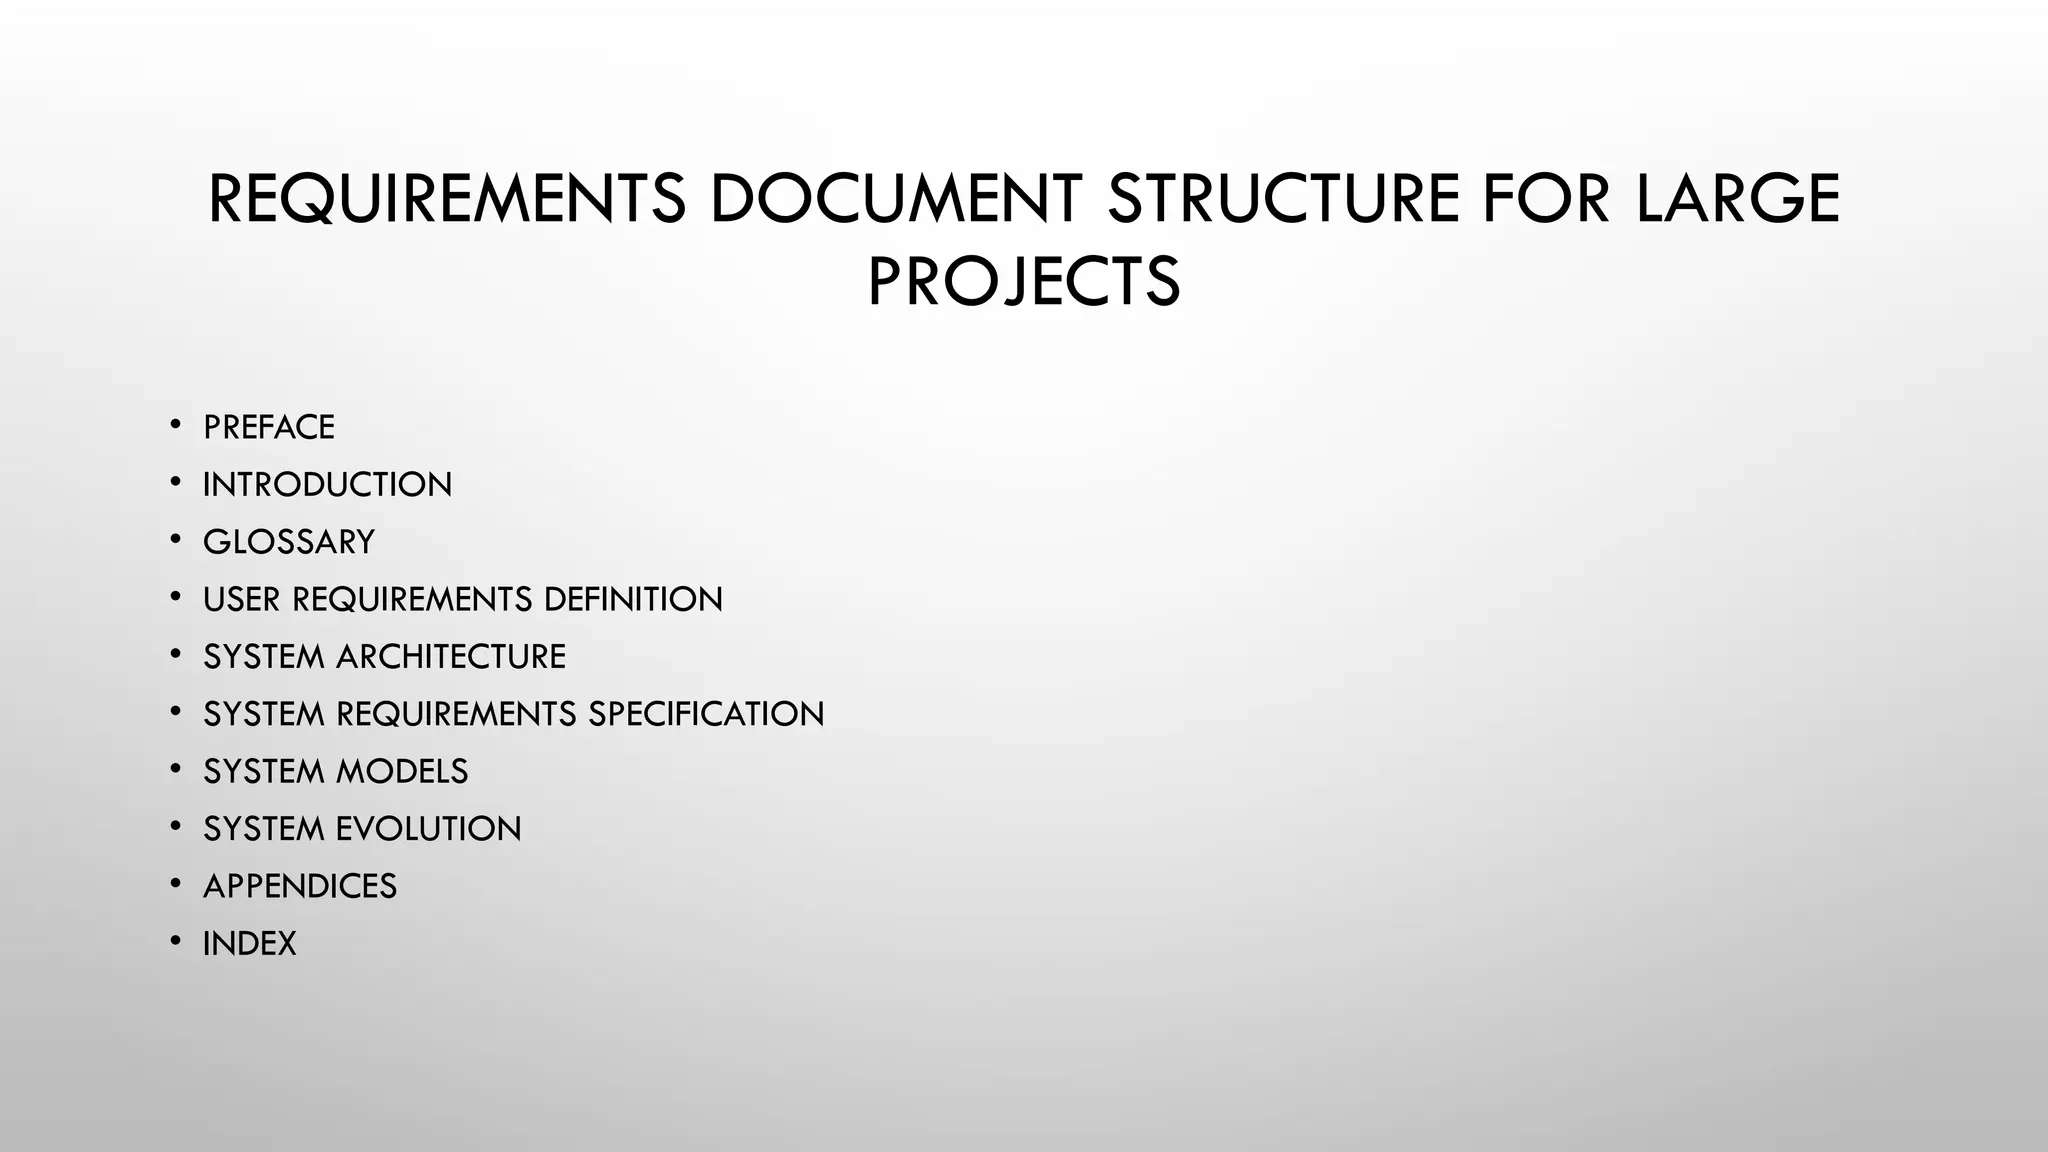 REQUIREMENTS DOCUMENT STRUCTURE FOR LARGE
PROJECTS
• PREFACE
• INTRODUCTION
• GLOSSARY
• USER REQUIREMENTS DEFINITION
• SYSTEM ARCHITECTURE
• SYSTEM REQUIREMENTS SPECIFICATION
• SYSTEM MODELS
• SYSTEM EVOLUTION
• APPENDICES
• INDEX